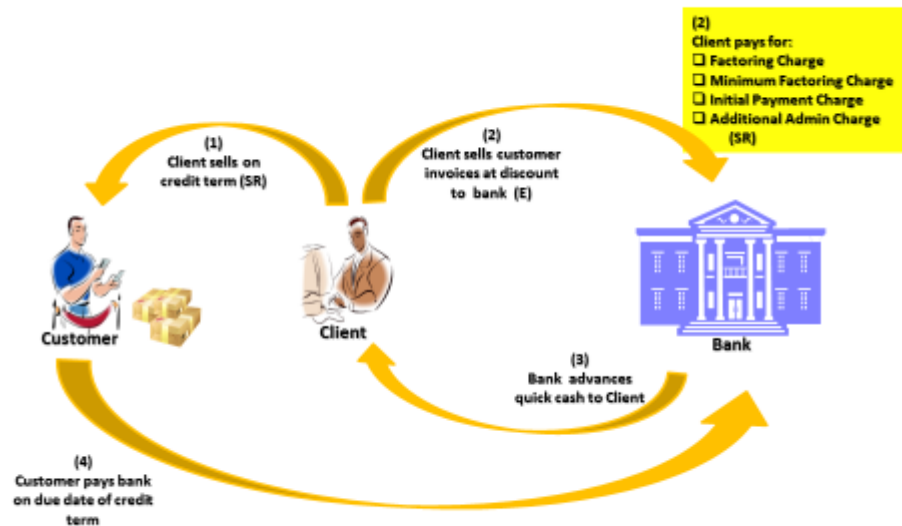 (2)
Client pays for:
❑ Factoring Charge
❑ Minimum Factoring Charge
❑ Initial Payment Charge
❑ Additional Admin Charge
(SR)
(1)
Client sells on
credit term (SR)
(2)
Client sells customer
invoices at discount
to bank (E)
Customer
Client
Bank
(3)
Bank advances
quick cash to Client
(4)
Customer pays bank
on due date of credit
term